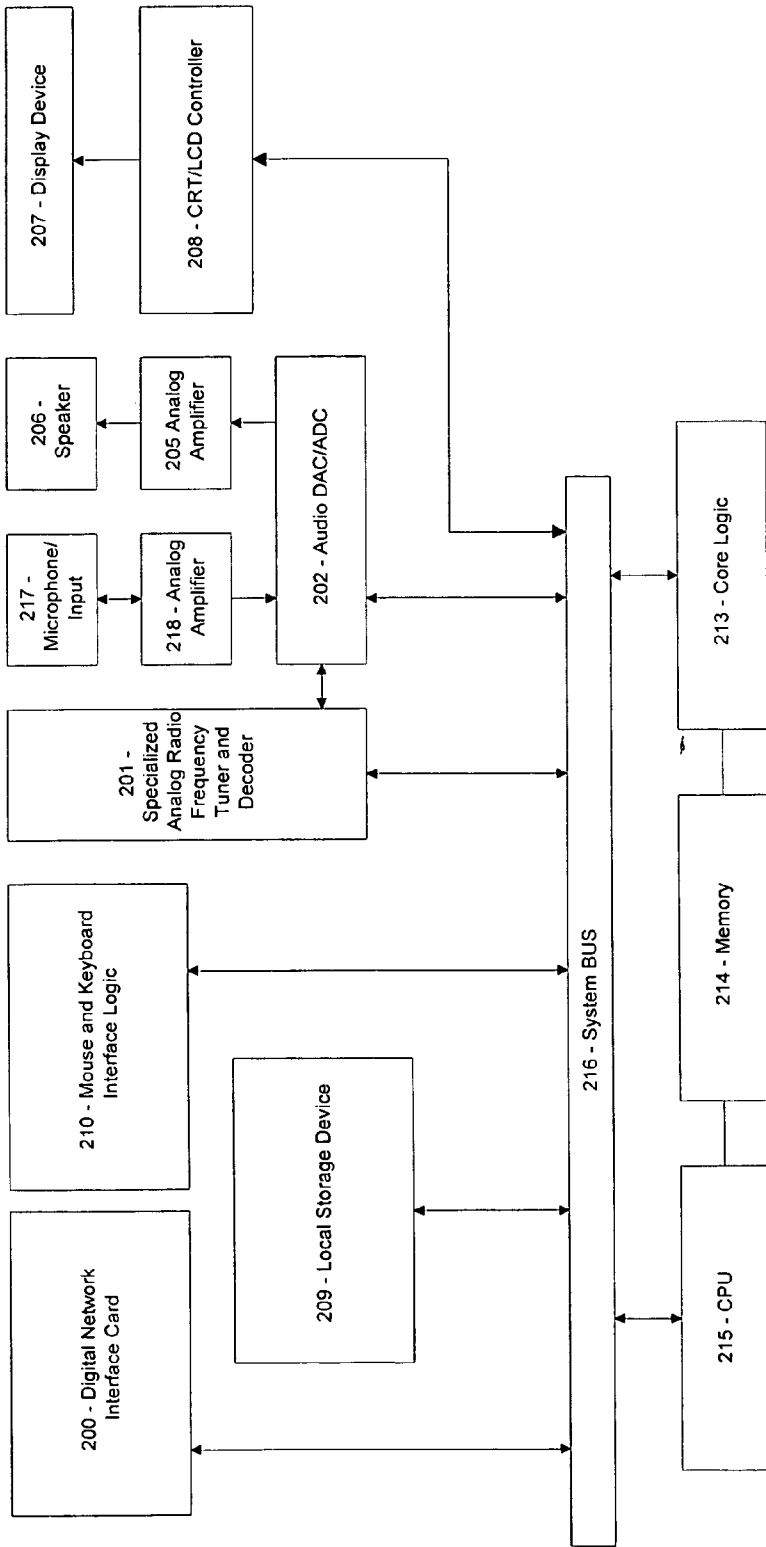 200 - Digital Network
Interface Card
210 - Mouse and Keyboard
Interface Logic
201 -
Specialized
Analog Radio
Frequency
Tuner and
Decoder
217 -
Microphone/
Input
206 -
Speaker
207 - Display Device
209 - Local Storage Device
218 - Analog
Amplifier
205 Analog
Amplifier
208 - CRT/LCD Controller
202 - Audio DAC/ADC
216 - System BUS
215 - CPU
214 - Memory
213 - Core Logic